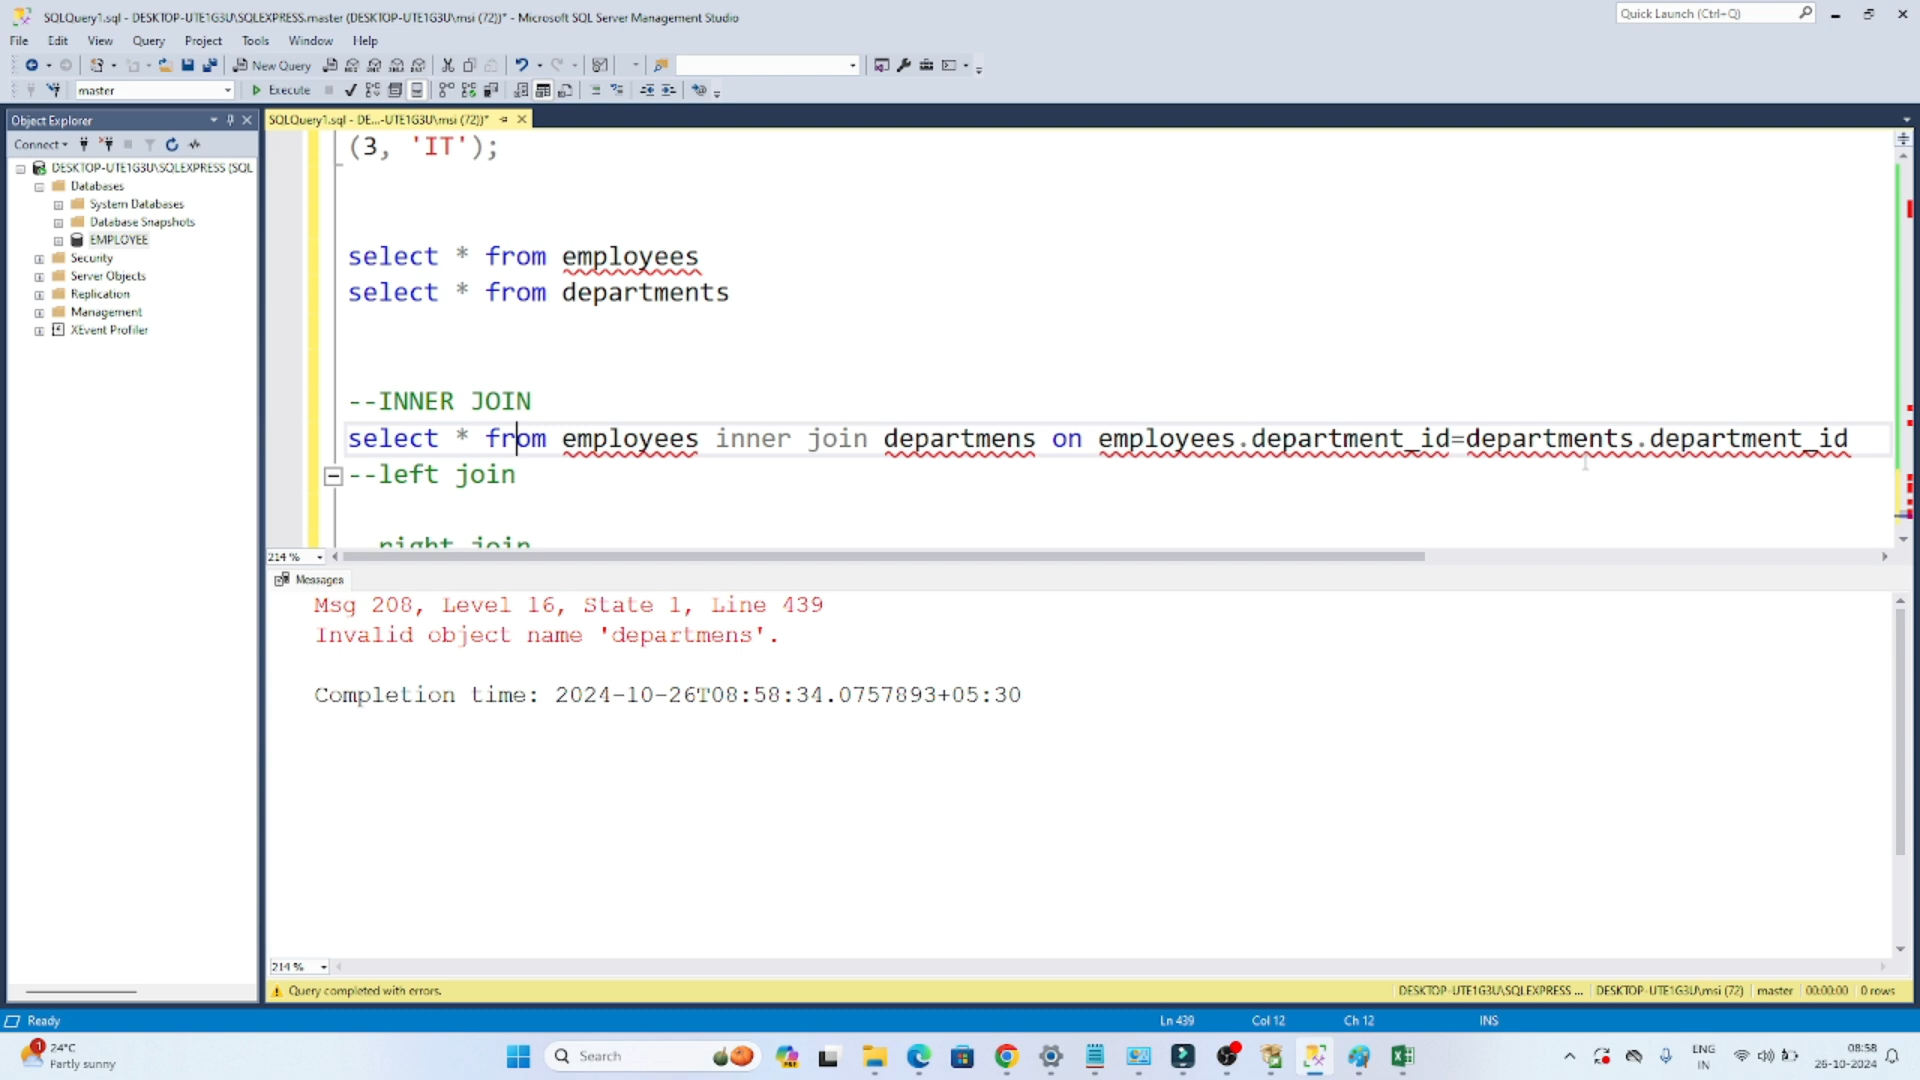 SQLQuery1.sql - DESKTOP-UTE1G3U\SQLEXPRESS.master (DESKTOP-UTE1G3U\msi (72))* - Microsoft SQL Server Management Studio
Quick Launch (Ctrl+Q)
File Edit View Query Project Tools Window Help
New Query
master
Execute
Object Explorer
SQLQuery1.sql - DE...-UTE1G3U\msi (72))*
Connect
DESKTOP-UTE1G3U\SQLEXPRESS (SQL
Databases
System Databases
Database Snapshots
EMPLOYEE
Security
Server Objects
Replication
Management
XEvent Profiler
(3, 'IT');
select * from employees
select * from departments
--INNER JOIN
select * from employees inner join departmens on employees.department_id=departments.department_id
--left join
right join
214 %
Messages
Msg 208, Level 16, State 1, Line 439
Invalid object name 'departmens'.
Completion time: 2024-10-26T08:58:34.0757893+05:30
214 %
Query completed with errors.
DESKTOP-UTE1G3U\SQLEXPRESS ... DESKTOP-UTE1G3U\msi (72) master 00:00:00 0 rows
Ready
Ln 439 Col 12 Ch 12 INS
1
24°C
Partly sunny
Search
ENG
IN
08:58
26-10-2024